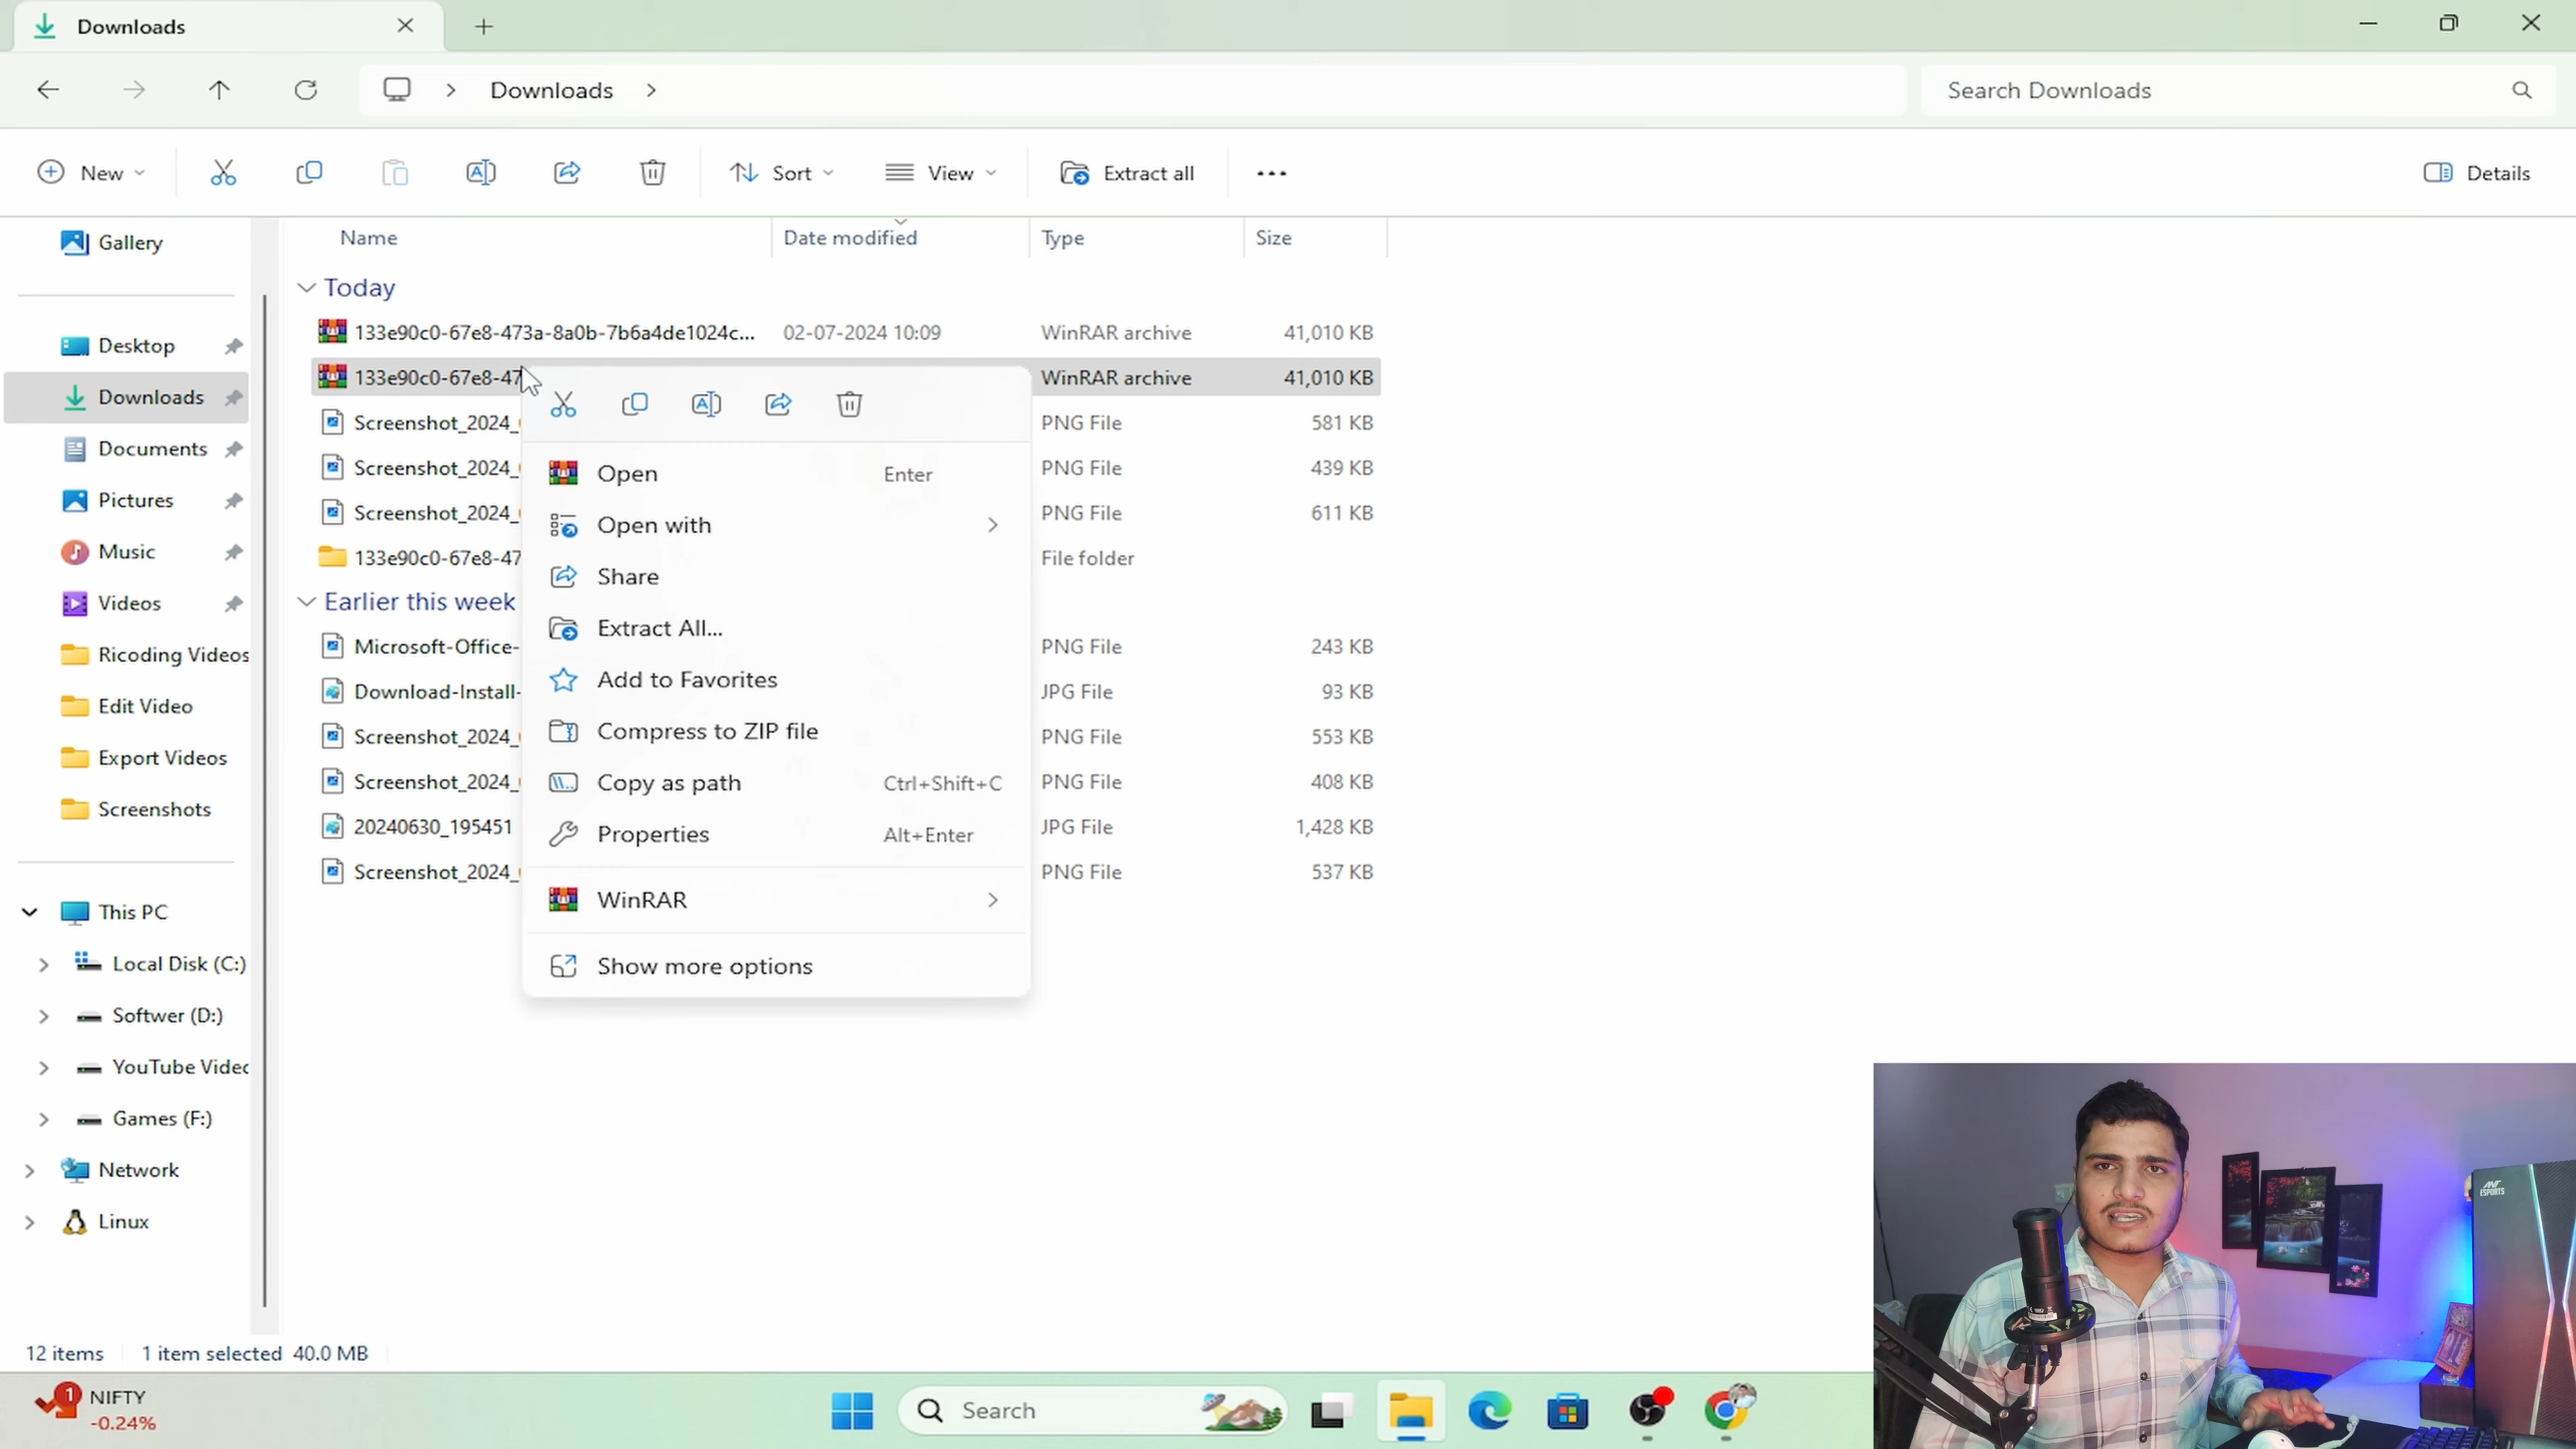 Downloads
Downloads
Search Downloads
New
Sort
View
Extract all
Details
Gallery
Desktop
Downloads
Documents
Pictures
Music
Videos
Ricoding Videos
Edit Video
Export Videos
Screenshots
This PC
Local Disk (C:)
Softwer (D:)
YouTube Videc
Games (F:)
Network
Linux
Name Date modified Type Size
Today
133e90c0-67e8-473a-8a0b-7b6a4de1024c... 02-07-2024 10:09 WinRAR archive 41,010 KB
133e90c0-67e8-47 WinRAR archive 41,010 KB
Screenshot_2024_ PNG File 581 KB
Screenshot_2024_ PNG File 439 KB
Screenshot_2024_ PNG File 611 KB
133e90c0-67e8-47 File folder
Earlier this week
Microsoft-Office- PNG File 243 KB
Download-Install- JPG File 93 KB
Screenshot_2024_ PNG File 553 KB
Screenshot_2024_ PNG File 408 KB
20240630_195451 JPG File 1,428 KB
Screenshot_2024_ PNG File 537 KB
Open Enter
Open with
Share
Extract All...
Add to Favorites
Compress to ZIP file
Copy as path Ctrl+Shift+C
Properties Alt+Enter
WinRAR
Show more options
12 items 1 item selected 40.0 MB
1 NIFTY
-0.24%
Search
ANT
ESPORTS